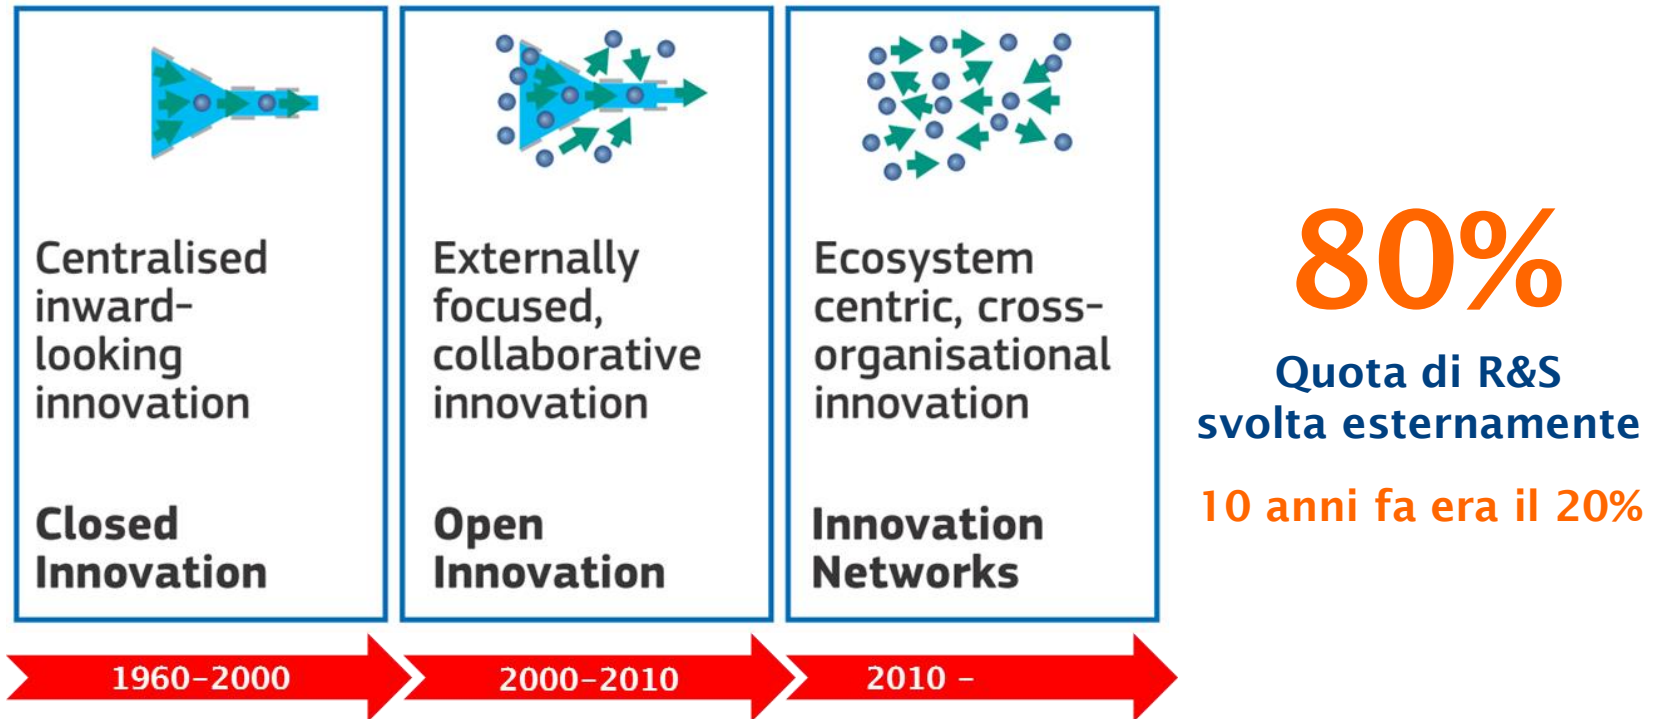 Centralised
inward-
looking
innovation
Closed
Innovation
1960-2000
Externally
focused,
collaborative
innovation
Open
Innovation
2000-2010
Ecosystem
centric, cross-
organisational
innovation
Innovation
Networks
2010 -
80%
Quota di R&S
svolta esternamente
10 anni fa era il 20%